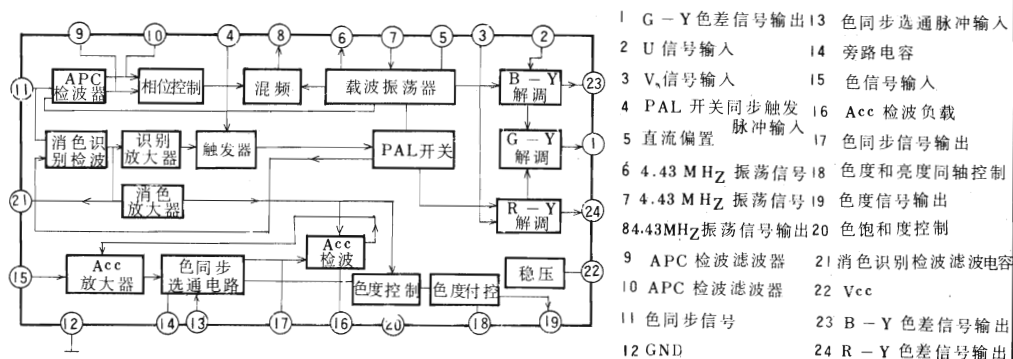 9
10
4
8
6
7
5
3
2
11
APC
检波器
相位控制
混频
载波振荡器
B-Y
解调
23
消色识
别检波
识别
放大器
触发器
PAL开关
G-Y
解调
1
21
消色
放大器
R-Y
解调
24
15
Acc
放大器
色同步
选通电路
Acc
检波
色度控制
色度付控
稳压
22
12
14
13
17
16
20
18
19
1 G-Y色差信号输出
2 U信号输入
3 V信号输入
4 PAL开关同步触发
脉冲输入
5 直流偏置
6 4.43MHZ振荡信号
7 4.43MHZ振荡信号
8 4.43MHZ振荡信号输出
9 APC检波滤波器
10 APC检波滤波器
11 色同步信号
12 GND
13 色同步选通脉冲输入
14 旁路电容
15 色信号输入
16 Acc检波负载
17 色同步信号输出
18 色度和亮度同轴控制
19 色度信号输出
20 色饱和度控制
21 消色识别检波滤波电容
22 Vcc
23 B-Y色差信号输出
24 R-Y色差信号输出